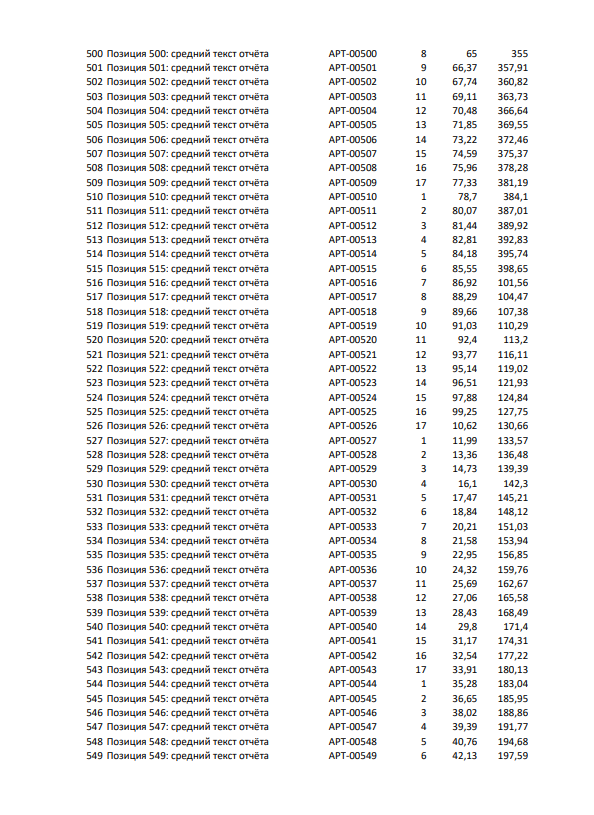 500 Позиция 500: средний текст отчёта АРТ-00500 8 65 355
501 Позиция 501: средний текст отчёта АРТ-00501 9 66,37 357,91
502 Позиция 502: средний текст отчёта АРТ-00502 10 67,74 360,82
503 Позиция 503: средний текст отчёта АРТ-00503 11 69,11 363,73
504 Позиция 504: средний текст отчёта АРТ-00504 12 70,48 366,64
505 Позиция 505: средний текст отчёта АРТ-00505 13 71,85 369,55
506 Позиция 506: средний текст отчёта АРТ-00506 14 73,22 372,46
507 Позиция 507: средний текст отчёта АРТ-00507 15 74,59 375,37
508 Позиция 508: средний текст отчёта АРТ-00508 16 75,96 378,28
509 Позиция 509: средний текст отчёта АРТ-00509 17 77,33 381,19
510 Позиция 510: средний текст отчёта АРТ-00510 1 78,7 384,1
511 Позиция 511: средний текст отчёта АРТ-00511 2 80,07 387,01
512 Позиция 512: средний текст отчёта АРТ-00512 3 81,44 389,92
513 Позиция 513: средний текст отчёта АРТ-00513 4 82,81 392,83
514 Позиция 514: средний текст отчёта АРТ-00514 5 84,18 395,74
515 Позиция 515: средний текст отчёта АРТ-00515 6 85,55 398,65
516 Позиция 516: средний текст отчёта АРТ-00516 7 86,92 101,56
517 Позиция 517: средний текст отчёта АРТ-00517 8 88,29 104,47
518 Позиция 518: средний текст отчёта АРТ-00518 9 89,66 107,38
519 Позиция 519: средний текст отчёта АРТ-00519 10 91,03 110,29
520 Позиция 520: средний текст отчёта АРТ-00520 11 92,4 113,2
521 Позиция 521: средний текст отчёта АРТ-00521 12 93,77 116,11
522 Позиция 522: средний текст отчёта АРТ-00522 13 95,14 119,02
523 Позиция 523: средний текст отчёта АРТ-00523 14 96,51 121,93
524 Позиция 524: средний текст отчёта АРТ-00524 15 97,88 124,84
525 Позиция 525: средний текст отчёта АРТ-00525 16 99,25 127,75
526 Позиция 526: средний текст отчёта АРТ-00526 17 10,62 130,66
527 Позиция 527: средний текст отчёта АРТ-00527 1 11,99 133,57
528 Позиция 528: средний текст отчёта АРТ-00528 2 13,36 136,48
529 Позиция 529: средний текст отчёта АРТ-00529 3 14,73 139,39
530 Позиция 530: средний текст отчёта АРТ-00530 4 16,1 142,3
531 Позиция 531: средний текст отчёта АРТ-00531 5 17,47 145,21
532 Позиция 532: средний текст отчёта АРТ-00532 6 18,84 148,12
533 Позиция 533: средний текст отчёта АРТ-00533 7 20,21 151,03
534 Позиция 534: средний текст отчёта АРТ-00534 8 21,58 153,94
535 Позиция 535: средний текст отчёта АРТ-00535 9 22,95 156,85
536 Позиция 536: средний текст отчёта АРТ-00536 10 24,32 159,76
537 Позиция 537: средний текст отчёта АРТ-00537 11 25,69 162,67
538 Позиция 538: средний текст отчёта АРТ-00538 12 27,06 165,58
539 Позиция 539: средний текст отчёта АРТ-00539 13 28,43 168,49
540 Позиция 540: средний текст отчёта АРТ-00540 14 29,8 171,4
541 Позиция 541: средний текст отчёта АРТ-00541 15 31,17 174,31
542 Позиция 542: средний текст отчёта АРТ-00542 16 32,54 177,22
543 Позиция 543: средний текст отчёта АРТ-00543 17 33,91 180,13
544 Позиция 544: средний текст отчёта АРТ-00544 1 35,28 183,04
545 Позиция 545: средний текст отчёта АРТ-00545 2 36,65 185,95
546 Позиция 546: средний текст отчёта АРТ-00546 3 38,02 188,86
547 Позиция 547: средний текст отчёта АРТ-00547 4 39,39 191,77
548 Позиция 548: средний текст отчёта АРТ-00548 5 40,76 194,68
549 Позиция 549: средний текст отчёта АРТ-00549 6 42,13 197,59